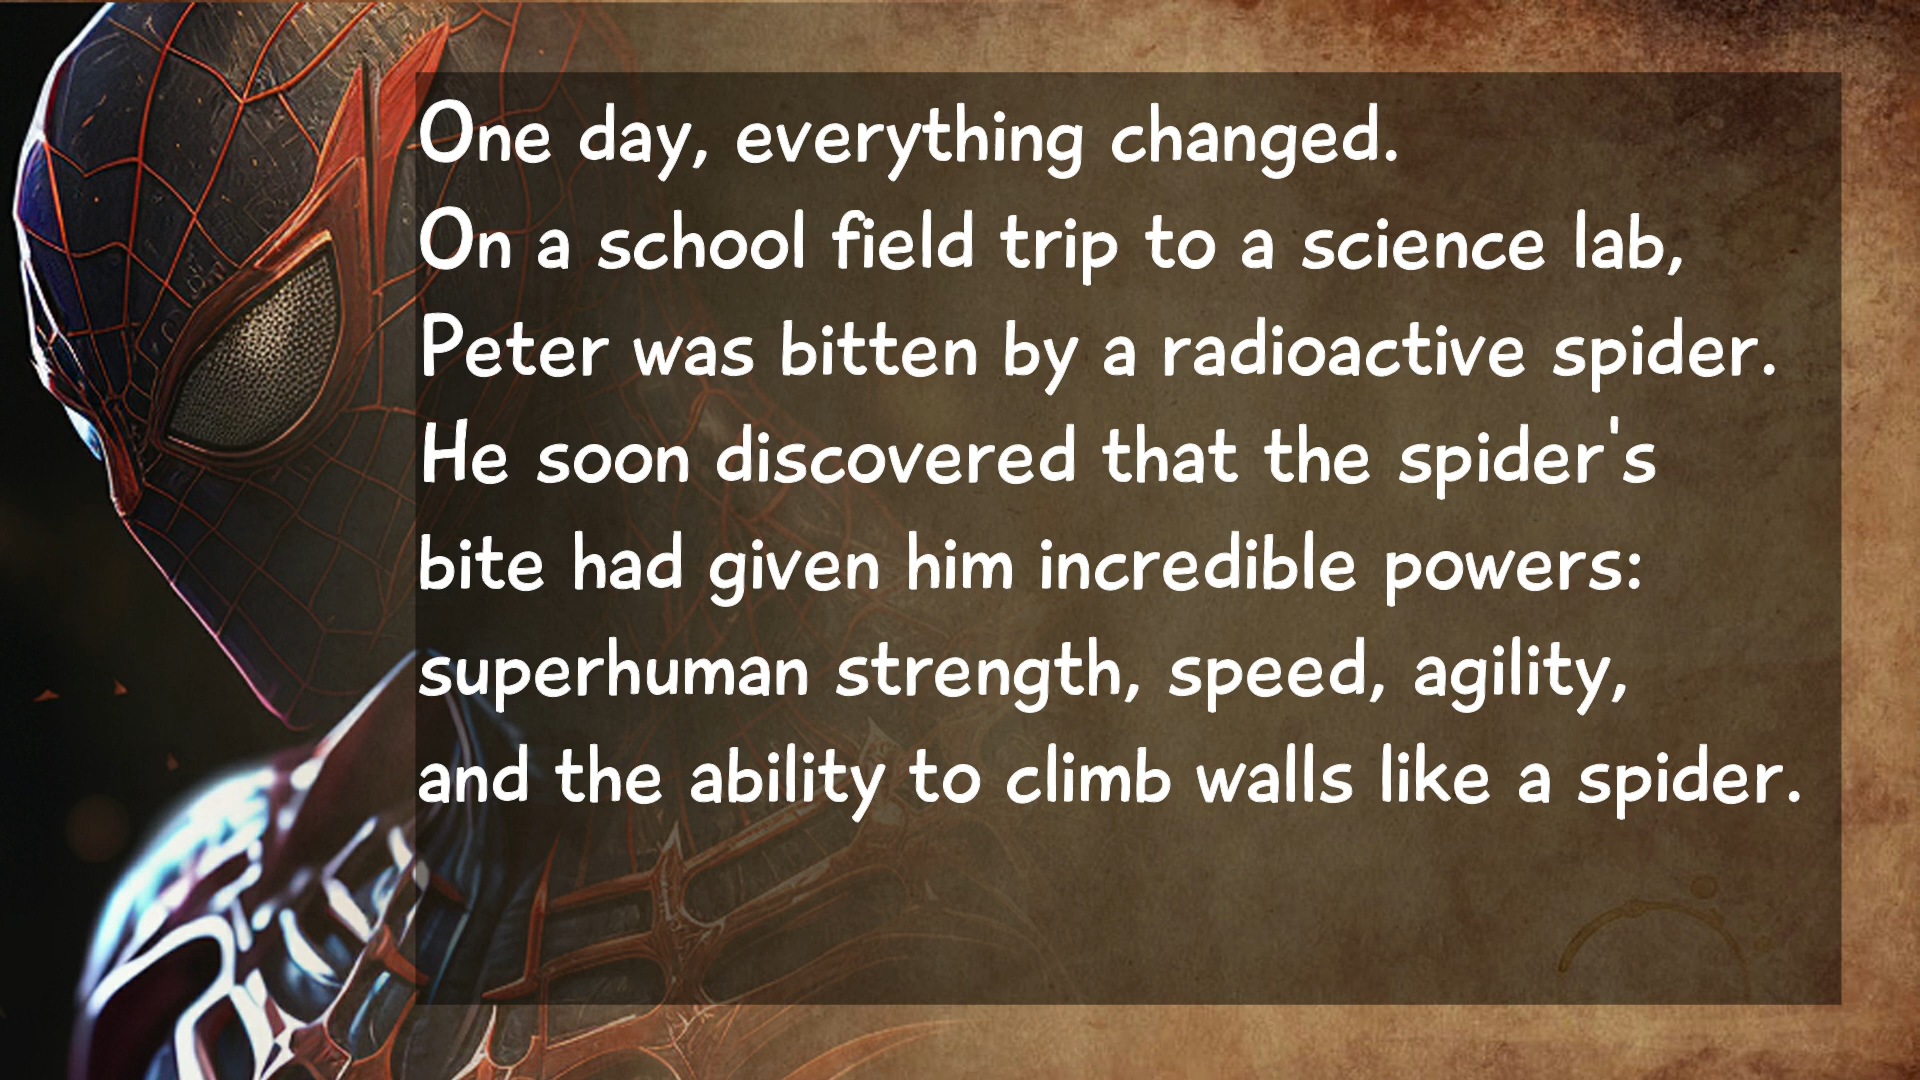 One day, everything changed.
On a school field trip to a science lab,
Peter was bitten by a radioactive spider.
He soon discovered that the spider's
bite had given him incredible powers:
superhuman strength, speed, agility,
and the ability to climb walls like a spider.